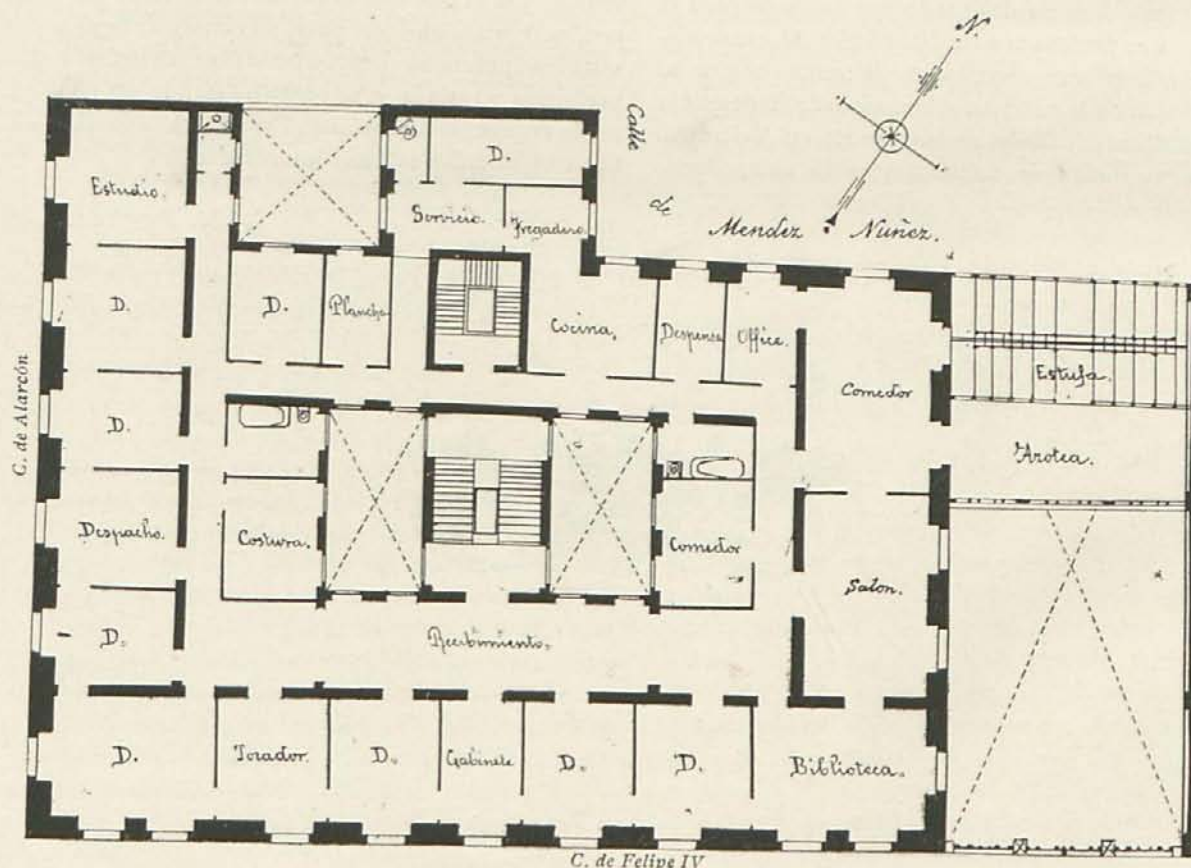 N.
Calle
de
Mendez Nuñez.
D.
Estudio.
Servicio. Fregadero.
D. D. Plancha
Cocina, Despensa Office.
Comedor Estufa.
Azotea.
D.
C. de Alarcón
Despacho. Costura. Comedor
Salon.
D. Recibimiento.
D. Tocador. D. Gabinete D. D. Biblioteca.
C. de Felipe IV